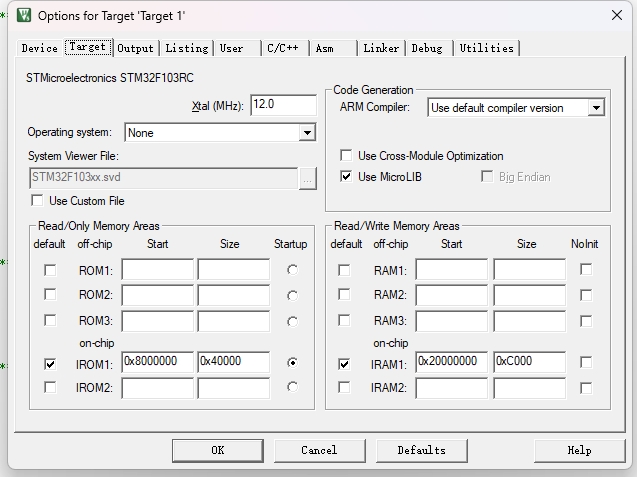 Options for Target 'Target 1'
Device Target Output Listing User C/C++ Asm Linker Debug Utilities
STMicroelectronics STM32F103RC
Xtal (MHz): 12.0
Operating system: None
System Viewer File:
STM32F103xx.svd ...
Use Custom File
Code Generation
ARM Compiler: Use default compiler version
Use Cross-Module Optimization
Use MicroLIB Big Endian
Read/Only Memory Areas
default off-chip Start Size Startup
ROM1:
ROM2:
ROM3:
on-chip
IROM1: 0x8000000 0x40000
IROM2:
Read/Write Memory Areas
default off-chip Start Size NoInit
RAM1:
RAM2:
RAM3:
on-chip
IRAM1: 0x20000000 0xC000
IRAM2:
OK Cancel Defaults Help